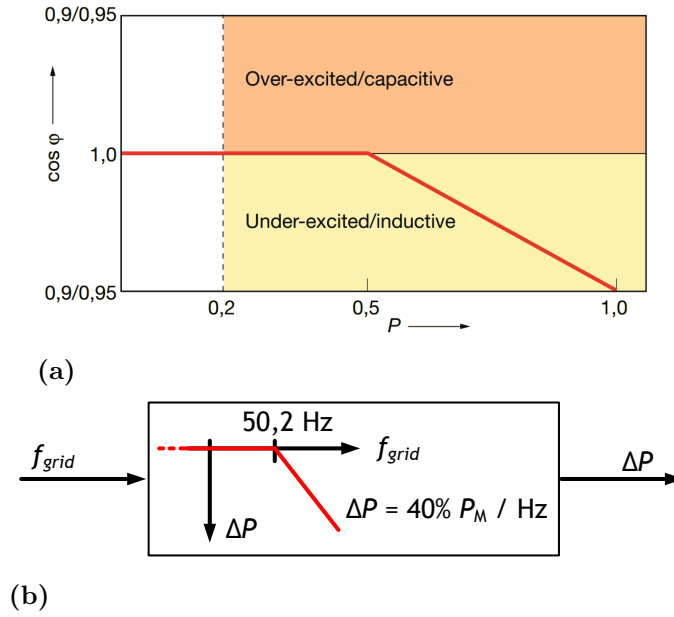 0,9/0,95
Over-excited/capacitive
cos φ
1,0
Under-excited/inductive
0,9/0,95
0,2
0,5
1,0
P
(a)
50,2 Hz
f_grid
f_grid
ΔP
ΔP = 40% P_M / Hz
ΔP
(b)